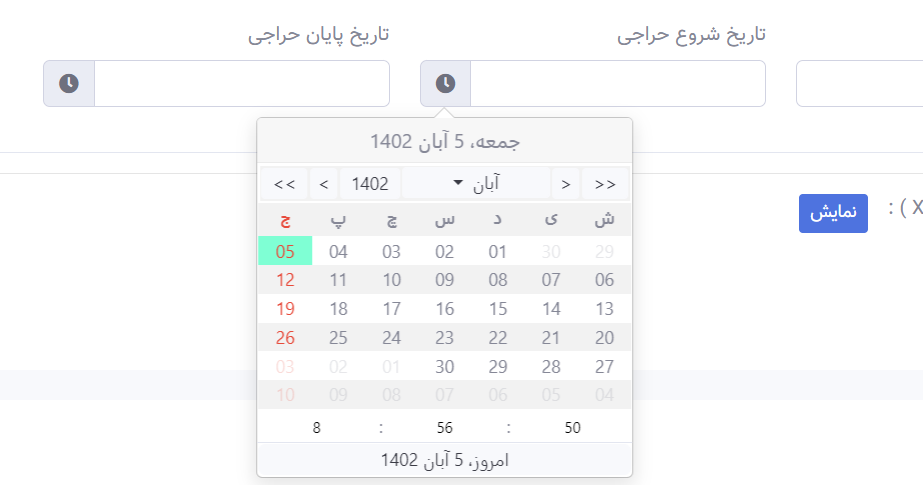 تاریخ شروع حراجی
تاریخ پایان حراجی
جمعه، 5 آبان 1402
>> > آبان 1402 < <<
ش ی د س چ پ ج
29 30 01 02 03 04 05
06 07 08 09 10 11 12
13 14 15 16 17 18 19
20 21 22 23 24 25 26
27 28 29 30 01 02 03
04 05 06 07 08 09 10
8 : 56 : 50
امروز، 5 آبان 1402
X ) :
نمایش